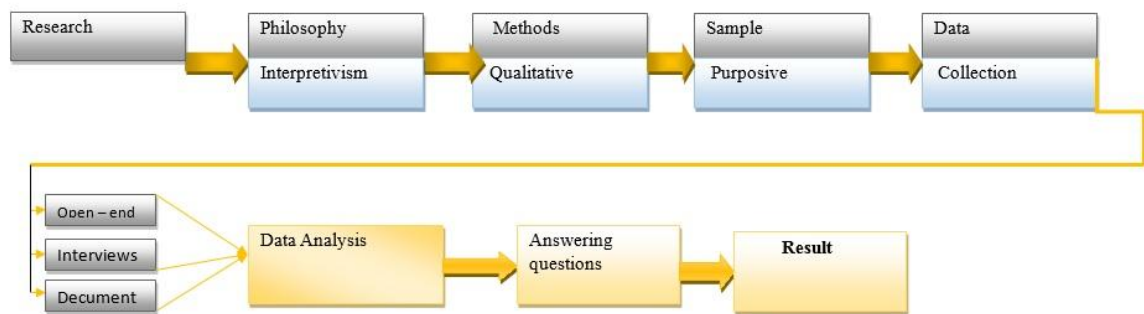 Research
Philosophy
Interpretivism
Methods
Qualitative
Sample
Purposive
Data
Collection
Open – end
Interviews
Decument
Data Analysis
Answering
questions
Result